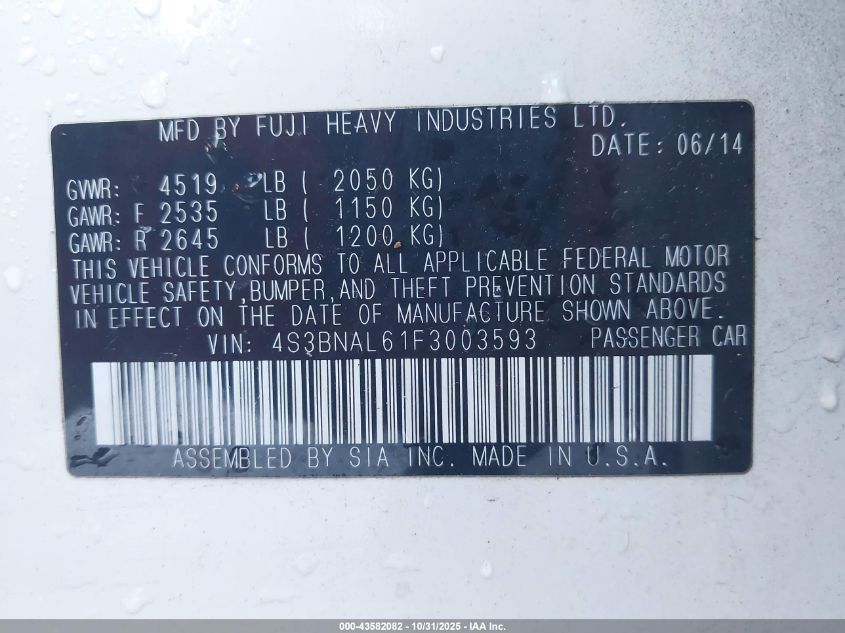 MFD BY FUJI HEAVY INDUSTRIES LTD.
DATE: 06/14
GVWR: 4519 LB ( 2050 KG)
GAWR: F 2535 LB ( 1150 KG)
GAWR: R 2645 LB ( 1200 KG)
THIS VEHICLE CONFORMS TO ALL APPLICABLE FEDERAL MOTOR
VEHICLE SAFETY, BUMPER, AND THEFT PREVENTION STANDARDS
IN EFFECT ON THE DATE OF MANUFACTURE SHOWN ABOVE.
VIN: 4S3BNAL61F3003593 PASSENGER CAR
ASSEMBLED BY SIA INC. MADE IN U.S.A.
000-43582082 - 10/31/2025 - IAA Inc.